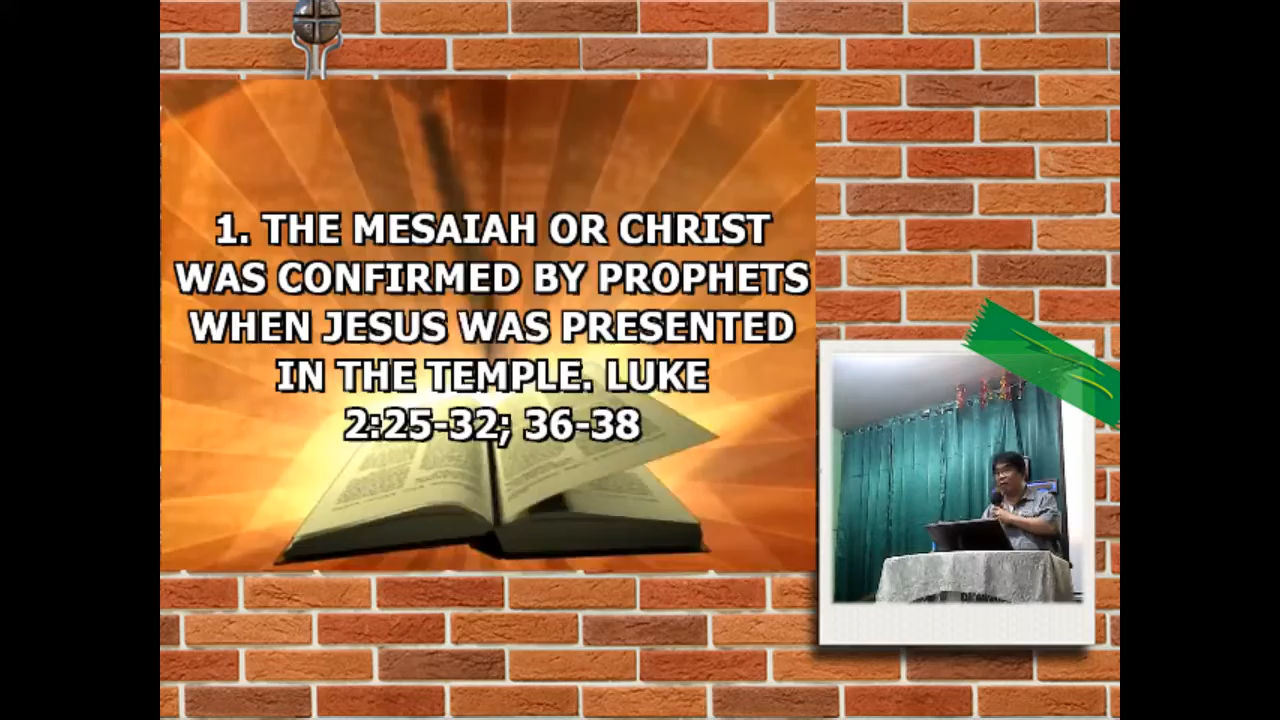 1. THE MESAIAH OR CHRIST
WAS CONFIRMED BY PROPHETS
WHEN JESUS WAS PRESENTED
IN THE TEMPLE. LUKE
2:25-32; 36-38